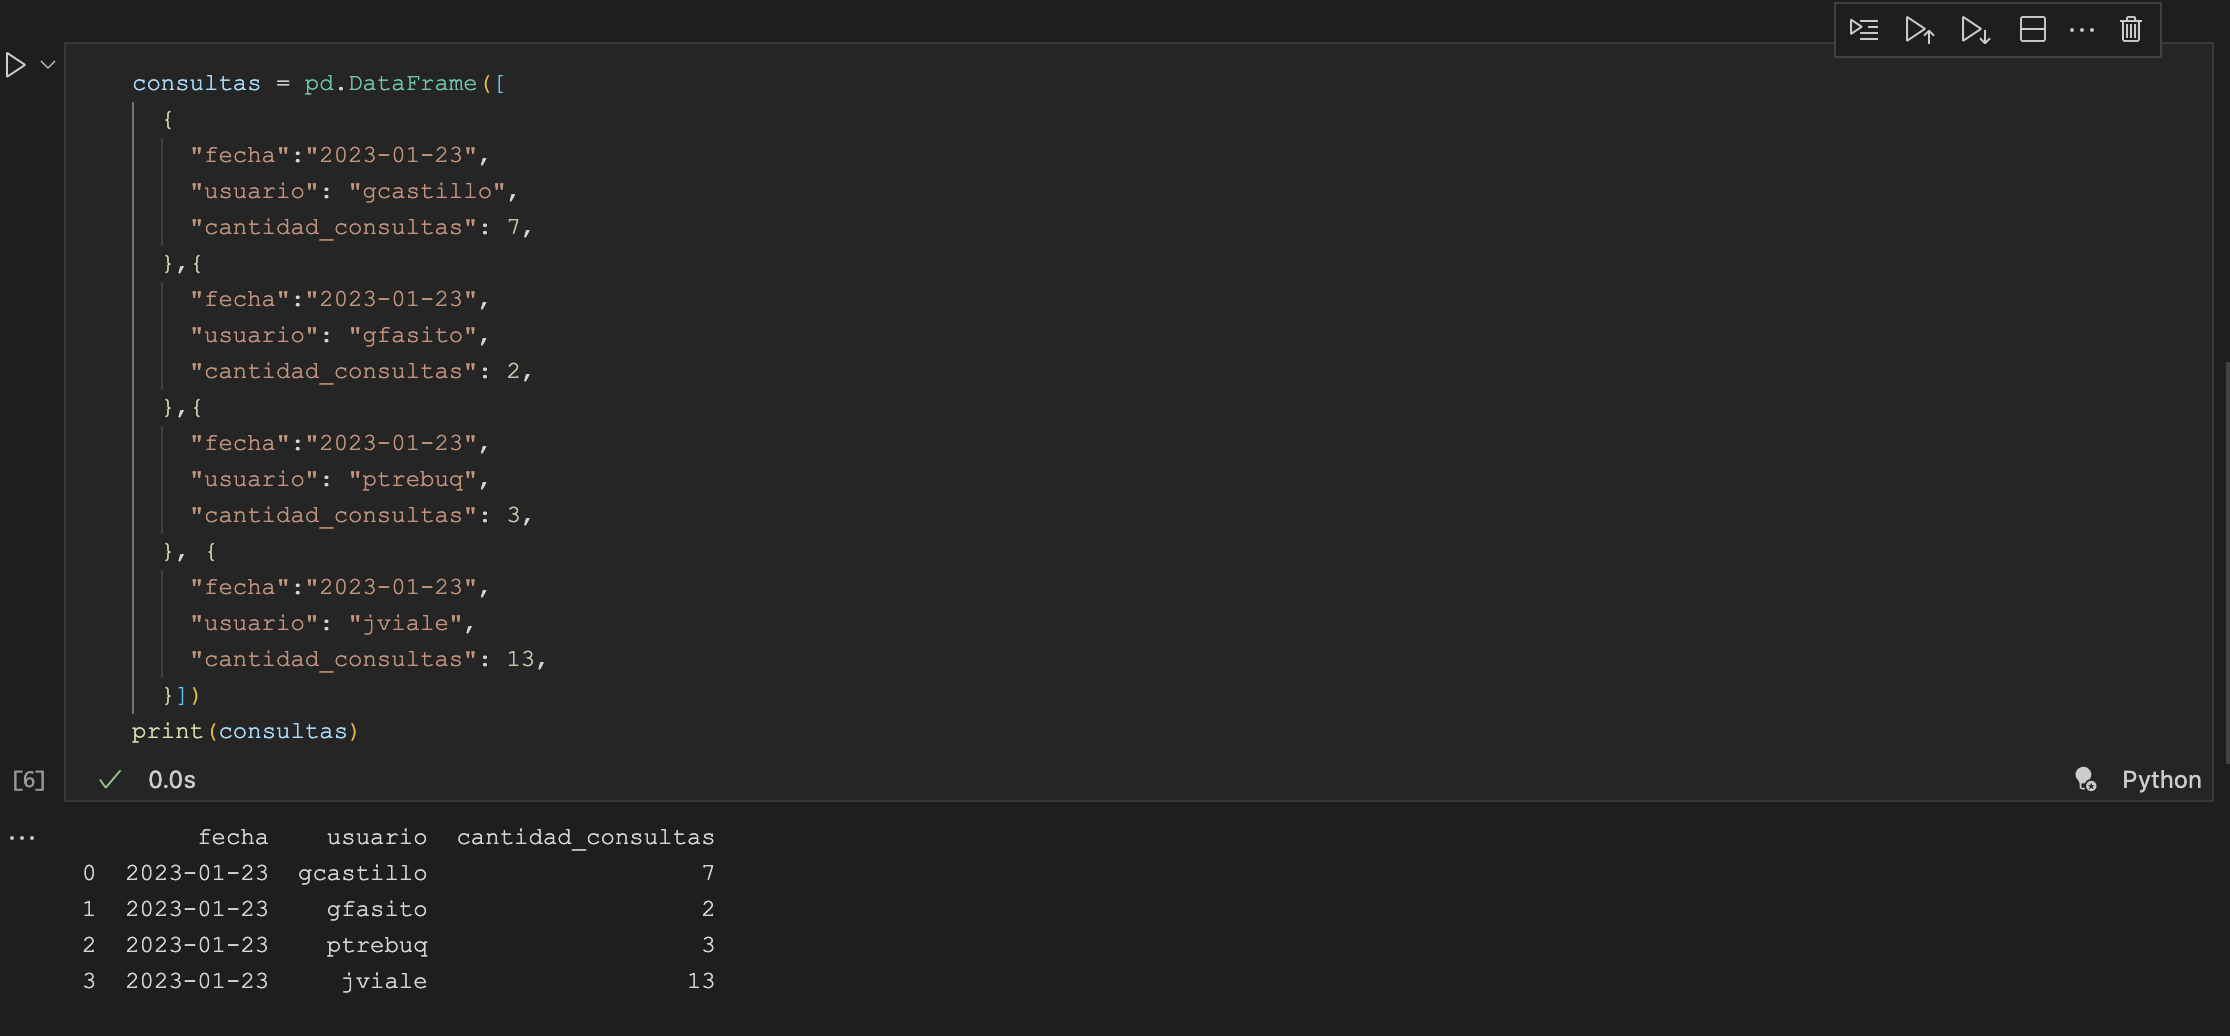 consultas = pd.DataFrame([
{
"fecha":"2023-01-23",
"usuario": "gcastillo",
"cantidad_consultas": 7,
},{
"fecha":"2023-01-23",
"usuario": "gfasito",
"cantidad_consultas": 2,
},{
"fecha":"2023-01-23",
"usuario": "ptrebuq",
"cantidad_consultas": 3,
}, {
"fecha":"2023-01-23",
"usuario": "jviale",
"cantidad_consultas": 13,
}])
print(consultas)
[6] 0.0s Python
fecha usuario cantidad_consultas
0 2023-01-23 gcastillo 7
1 2023-01-23 gfasito 2
2 2023-01-23 ptrebuq 3
3 2023-01-23 jviale 13